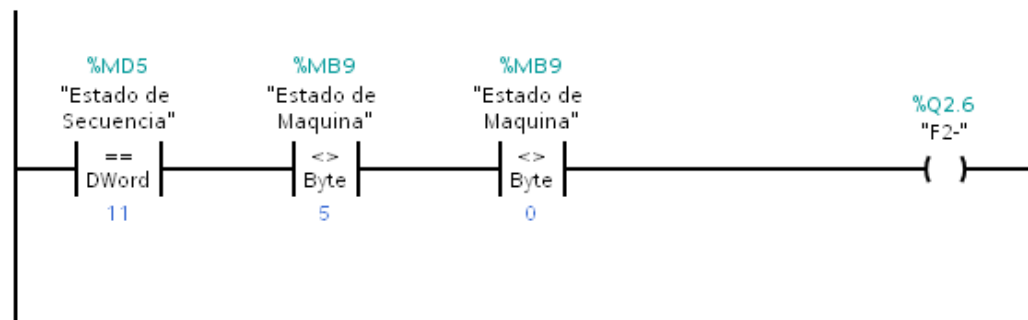 %MD5
"Estado de
Secuencia"
==
DWord
11
%MB9
"Estado de
Maquina"
<>
Byte
5
%MB9
"Estado de
Maquina"
<>
Byte
0
%Q2.6
"F2-"